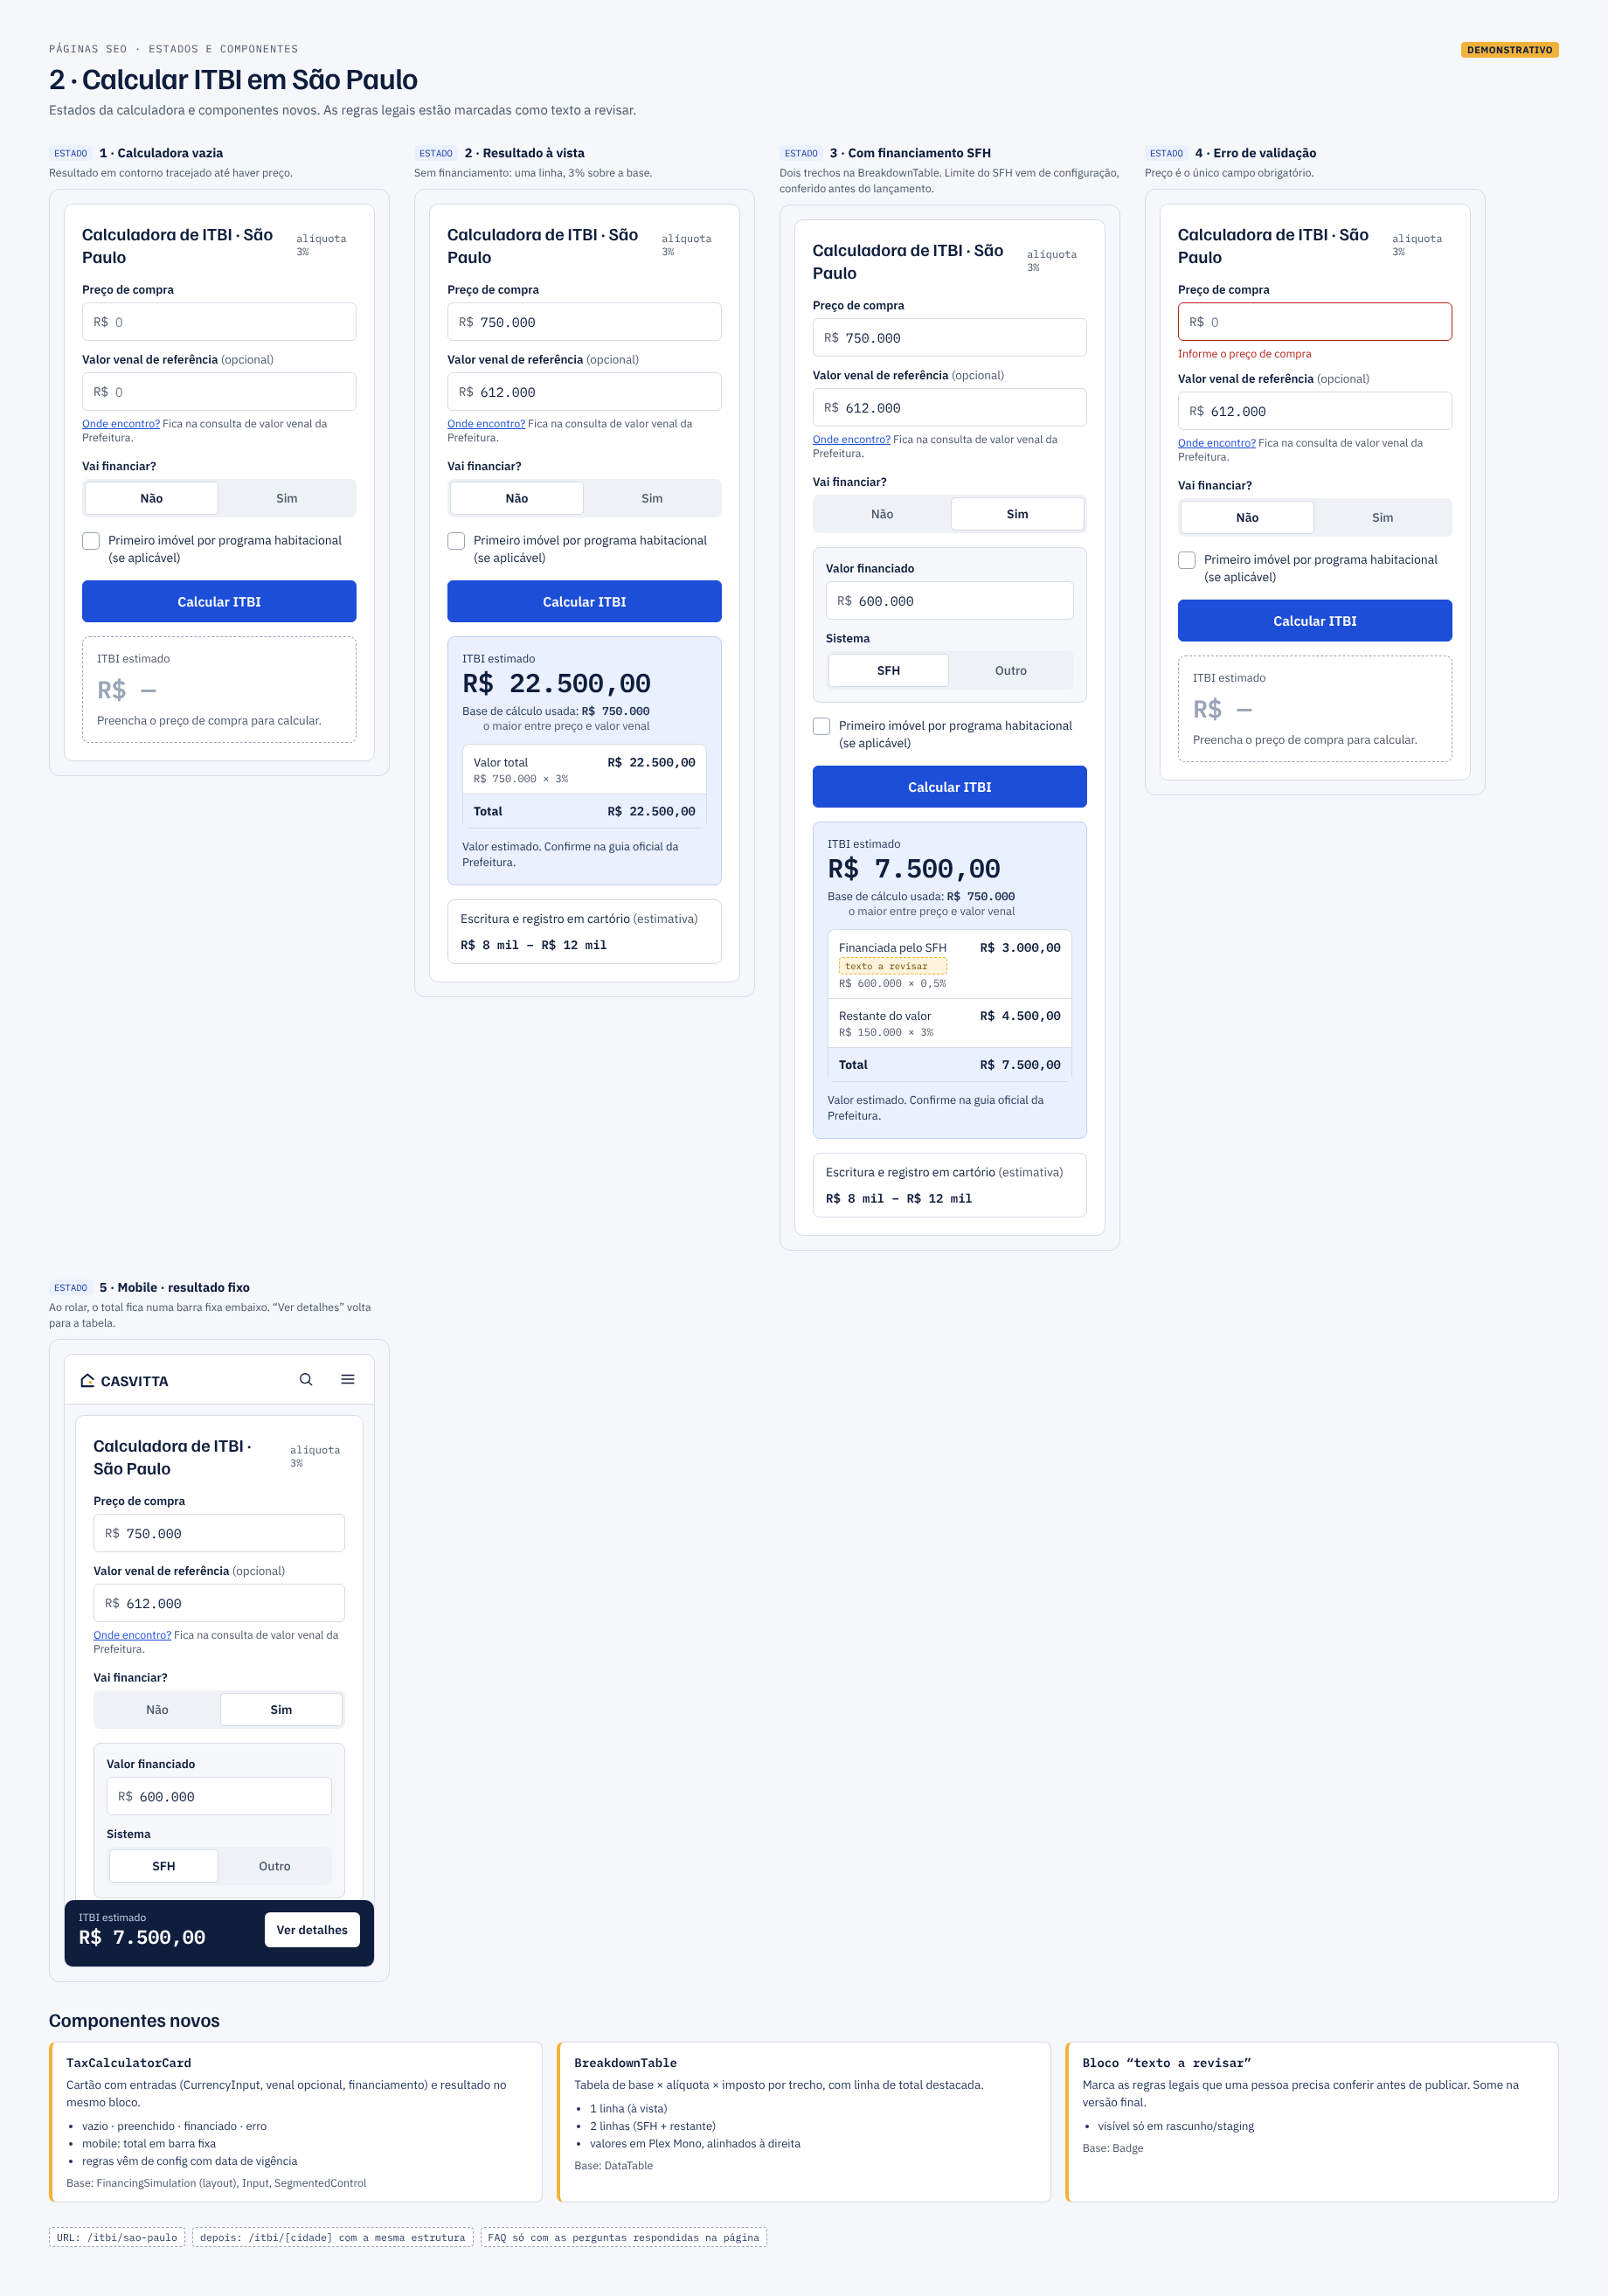 PÁGINAS SEO · ESTADOS E COMPONENTES
DEMONSTRATIVO
2 · Calcular ITBI em São Paulo
Estados da calculadora e componentes novos. As regras legais estão marcadas como texto a revisar.
ESTADO 1 · Calculadora vazia
Resultado em contorno tracejado até haver preço.
Calculadora de ITBI · São
Paulo
alíquota
3%
Preço de compra
R$ 0
Valor venal de referência (opcional)
R$ 0
Onde encontro? Fica na consulta de valor venal da
Prefeitura.
Vai financiar?
Não Sim
Primeiro imóvel por programa habitacional
(se aplicável)
Calcular ITBI
ITBI estimado
R$ —
Preencha o preço de compra para calcular.
ESTADO 2 · Resultado à vista
Sem financiamento: uma linha, 3% sobre a base.
Calculadora de ITBI · São
Paulo
alíquota
3%
Preço de compra
R$ 750.000
Valor venal de referência (opcional)
R$ 612.000
Onde encontro? Fica na consulta de valor venal da
Prefeitura.
Vai financiar?
Não Sim
Primeiro imóvel por programa habitacional
(se aplicável)
Calcular ITBI
ITBI estimado
R$ 22.500,00
Base de cálculo usada: R$ 750.000
o maior entre preço e valor venal
Valor total R$ 22.500,00
R$ 750.000 × 3%
Total R$ 22.500,00
Valor estimado. Confirme na guia oficial da
Prefeitura.
Escritura e registro em cartório (estimativa)
R$ 8 mil – R$ 12 mil
ESTADO 3 · Com financiamento SFH
Dois trechos na BreakdownTable. Limite do SFH vem de configuração,
conferido antes do lançamento.
Calculadora de ITBI · São
Paulo
alíquota
3%
Preço de compra
R$ 750.000
Valor venal de referência (opcional)
R$ 612.000
Onde encontro? Fica na consulta de valor venal da
Prefeitura.
Vai financiar?
Não Sim
Valor financiado
R$ 600.000
Sistema
SFH Outro
Primeiro imóvel por programa habitacional
(se aplicável)
Calcular ITBI
ITBI estimado
R$ 7.500,00
Base de cálculo usada: R$ 750.000
o maior entre preço e valor venal
Financiada pelo SFH R$ 3.000,00
texto a revisar
R$ 600.000 × 0,5%
Restante do valor R$ 4.500,00
R$ 150.000 × 3%
Total R$ 7.500,00
Valor estimado. Confirme na guia oficial da
Prefeitura.
Escritura e registro em cartório (estimativa)
R$ 8 mil – R$ 12 mil
ESTADO 4 · Erro de validação
Preço é o único campo obrigatório.
Calculadora de ITBI · São
Paulo
alíquota
3%
Preço de compra
R$ 0
Informe o preço de compra
Valor venal de referência (opcional)
R$ 612.000
Onde encontro? Fica na consulta de valor venal da
Prefeitura.
Vai financiar?
Não Sim
Primeiro imóvel por programa habitacional
(se aplicável)
Calcular ITBI
ITBI estimado
R$ —
Preencha o preço de compra para calcular.
ESTADO 5 · Mobile · resultado fixo
Ao rolar, o total fica numa barra fixa embaixo. “Ver detalhes” volta
para a tabela.
CASVITTA
Calculadora de ITBI ·
São Paulo
alíquota
3%
Preço de compra
R$ 750.000
Valor venal de referência (opcional)
R$ 612.000
Onde encontro? Fica na consulta de valor venal da
Prefeitura.
Vai financiar?
Não Sim
Valor financiado
R$ 600.000
Sistema
SFH Outro
ITBI estimado
R$ 7.500,00
Ver detalhes
Componentes novos
TaxCalculatorCard
Cartão com entradas (CurrencyInput, venal opcional, financiamento) e resultado no
mesmo bloco.
• vazio · preenchido · financiado · erro
• mobile: total em barra fixa
• regras vêm de config com data de vigência
Base: FinancingSimulation (layout), Input, SegmentedControl
BreakdownTable
Tabela de base × alíquota × imposto por trecho, com linha de total destacada.
• 1 linha (à vista)
• 2 linhas (SFH + restante)
• valores em Plex Mono, alinhados à direita
Base: DataTable
Bloco “texto a revisar”
Marca as regras legais que uma pessoa precisa conferir antes de publicar. Some na
versão final.
• visível só em rascunho/staging
Base: Badge
URL: /itbi/sao-paulo
depois: /itbi/[cidade] com a mesma estrutura
FAQ só com as perguntas respondidas na página